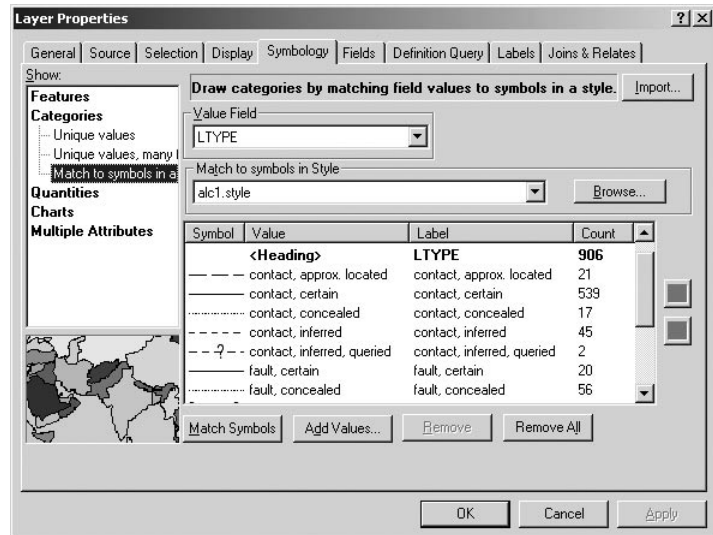 Layer Properties
General Source Selection Display Symbology Fields Definition Query Labels Joins & Relates
Show:
Features
Categories
Unique values
Unique values, many f
Match to symbols in a
Quantities
Charts
Multiple Attributes
Draw categories by matching field values to symbols in a style.
Import...
Value Field
LTYPE
Match to symbols in Style
alc1.style
Browse...
Symbol Value Label Count
<Heading> LTYPE 906
contact, approx. located contact, approx. located 21
contact, certain contact, certain 539
contact, concealed contact, concealed 17
contact, inferred contact, inferred 45
? contact, inferred, queried contact, inferred, queried 2
fault, certain fault, certain 20
fault, concealed fault, concealed 56
Match Symbols Add Values... Remove Remove All
OK Cancel Apply